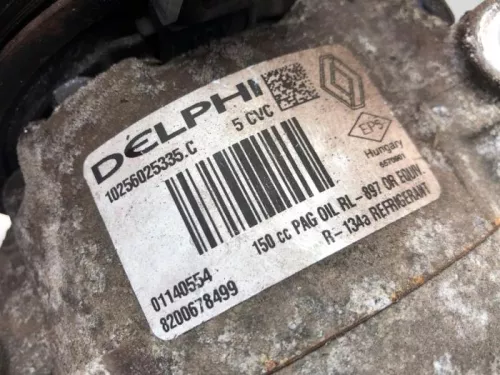 DELPHI
5 CVC
10256025335.C
EPS
Hungary
150 cc PAG OIL RL-897 OR EQUIV.
R-134a REFRIGERANT
01140554
8200678499